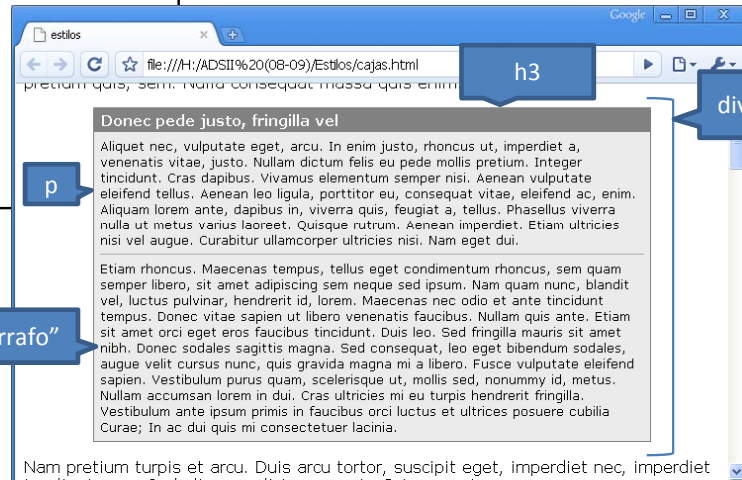 Google
estilos
file:///H:/ADSII%20(08-09)/Estilos/cajas.html
h3
div
pretium quis, sem. Nulla consequat massa quis enim
Donec pede justo, fringilla vel
p
Aliquet nec, vulputate eget, arcu. In enim justo, rhoncus ut, imperdiet a,
venenatis vitae, justo. Nullam dictum felis eu pede mollis pretium. Integer
tincidunt. Cras dapibus. Vivamus elementum semper nisi. Aenean vulputate
eleifend tellus. Aenean leo ligula, porttitor eu, consequat vitae, eleifend ac, enim.
Aliquam lorem ante, dapibus in, viverra quis, feugiat a, tellus. Phasellus viverra
nulla ut metus varius laoreet. Quisque rutrum. Aenean imperdiet. Etiam ultricies
nisi vel augue. Curabitur ullamcorper ultricies nisi. Nam eget dui.
Etiam rhoncus. Maecenas tempus, tellus eget condimentum rhoncus, sem quam
semper libero, sit amet adipiscing sem neque sed ipsum. Nam quam nunc, blandit
vel, luctus pulvinar, hendrerit id, lorem. Maecenas nec odio et ante tincidunt
tempus. Donec vitae sapien ut libero venenatis faucibus. Nullam quis ante. Etiam
sit amet orci eget eros faucibus tincidunt. Duis leo. Sed fringilla mauris sit amet
nibh. Donec sodales sagittis magna. Sed consequat, leo eget bibendum sodales,
augue velit cursus nunc, quis gravida magna mi a libero. Fusce vulputate eleifend
sapien. Vestibulum purus quam, scelerisque ut, mollis sed, nonummy id, metus.
Nullam accumsan lorem in dui. Cras ultricies mi eu turpis hendrerit fringilla.
Vestibulum ante ipsum primis in faucibus orci luctus et ultrices posuere cubilia
Curae; In ac dui quis mi consectetuer lacinia.
rrafo”
Nam pretium turpis et arcu. Duis arcu tortor, suscipit eget, imperdiet nec, imperdiet